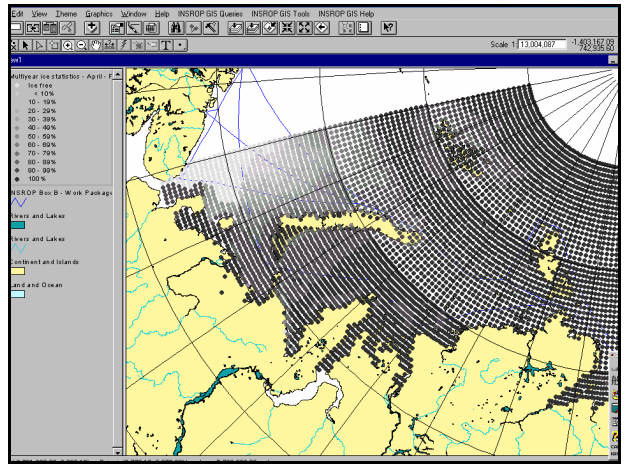 Edit View Theme Graphics Window Help INSROP GIS Queries INSROP GIS Tools INSROP GIS Help
Scale 1: 13,004,087
-1,403,167.09
742,935.60
ew1
Multiyear ice statistics - April - F
Ice free
< 10%
10 - 19%
20 - 29%
30 - 39%
40 - 49%
50 - 59%
60 - 69%
70 - 79%
80 - 89%
90 - 99%
100%
NSROP Box B - Work Package
Rivers and Lakes
Rivers and Lakes
Continent and Islands
Land and Ocean